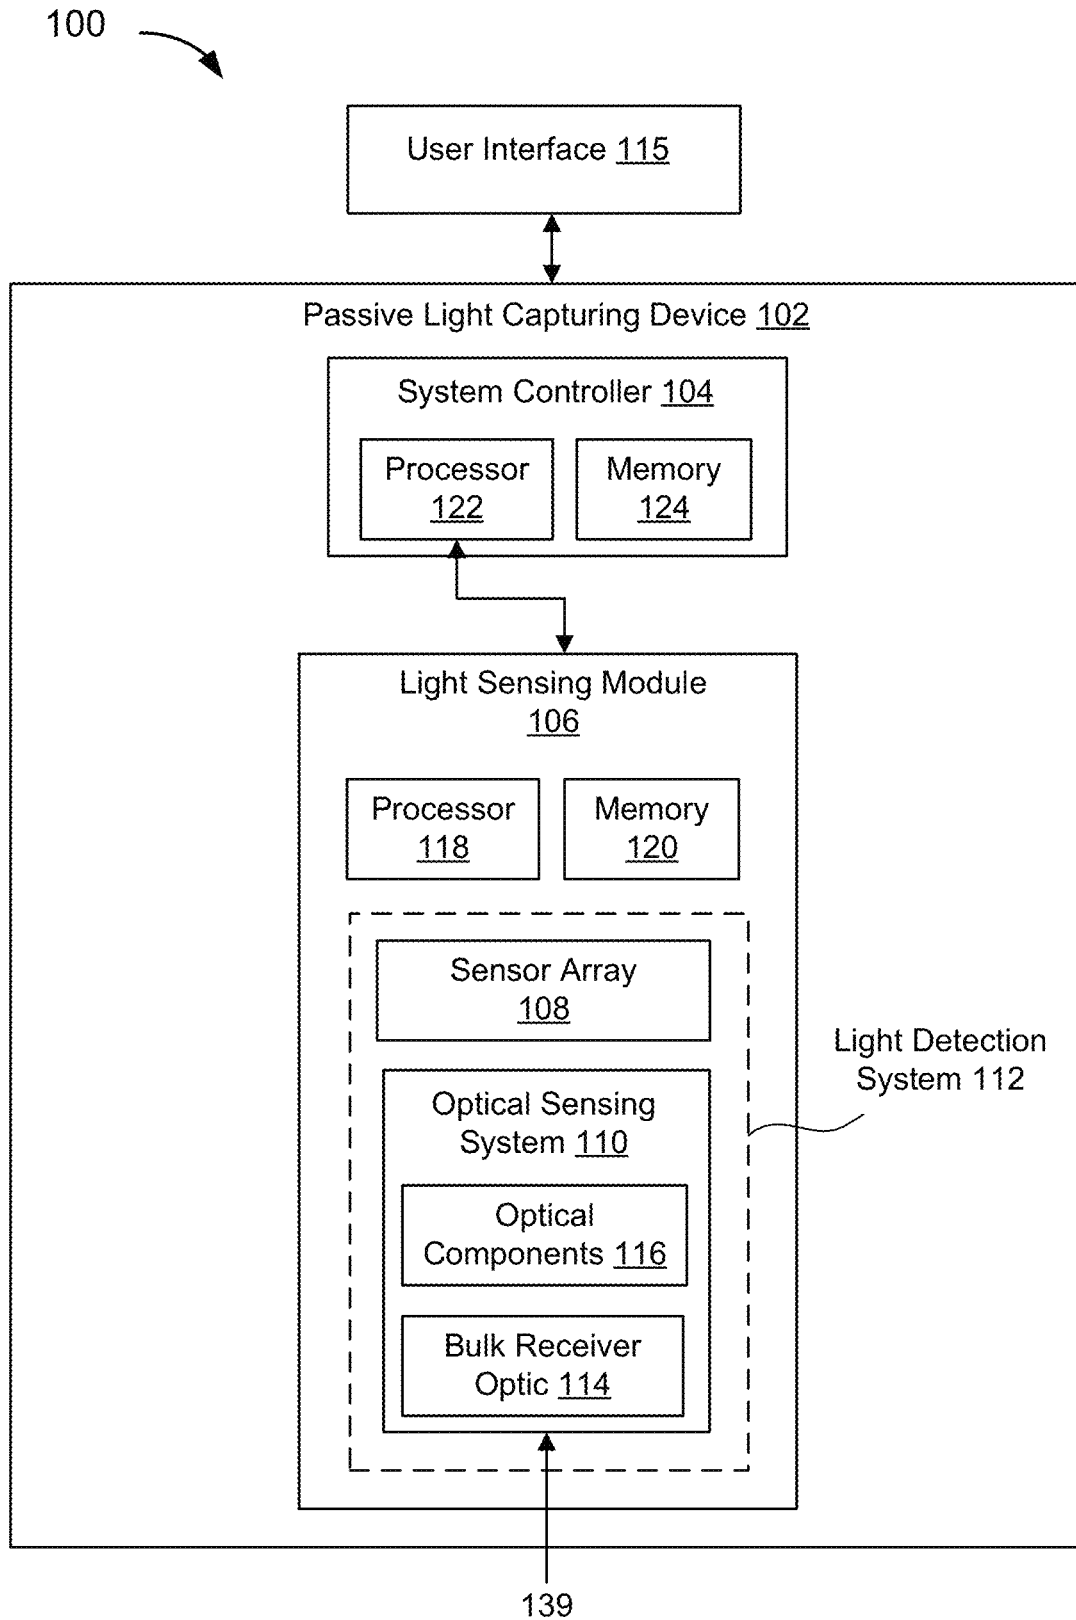 100
User Interface 115
Passive Light Capturing Device 102
System Controller 104
Processor
122
Memory
124
Light Sensing Module
106
Processor
118
Memory
120
Sensor Array
108
Light Detection
System 112
Optical Sensing
System 110
Optical
Components 116
Bulk Receiver
Optic 114
139